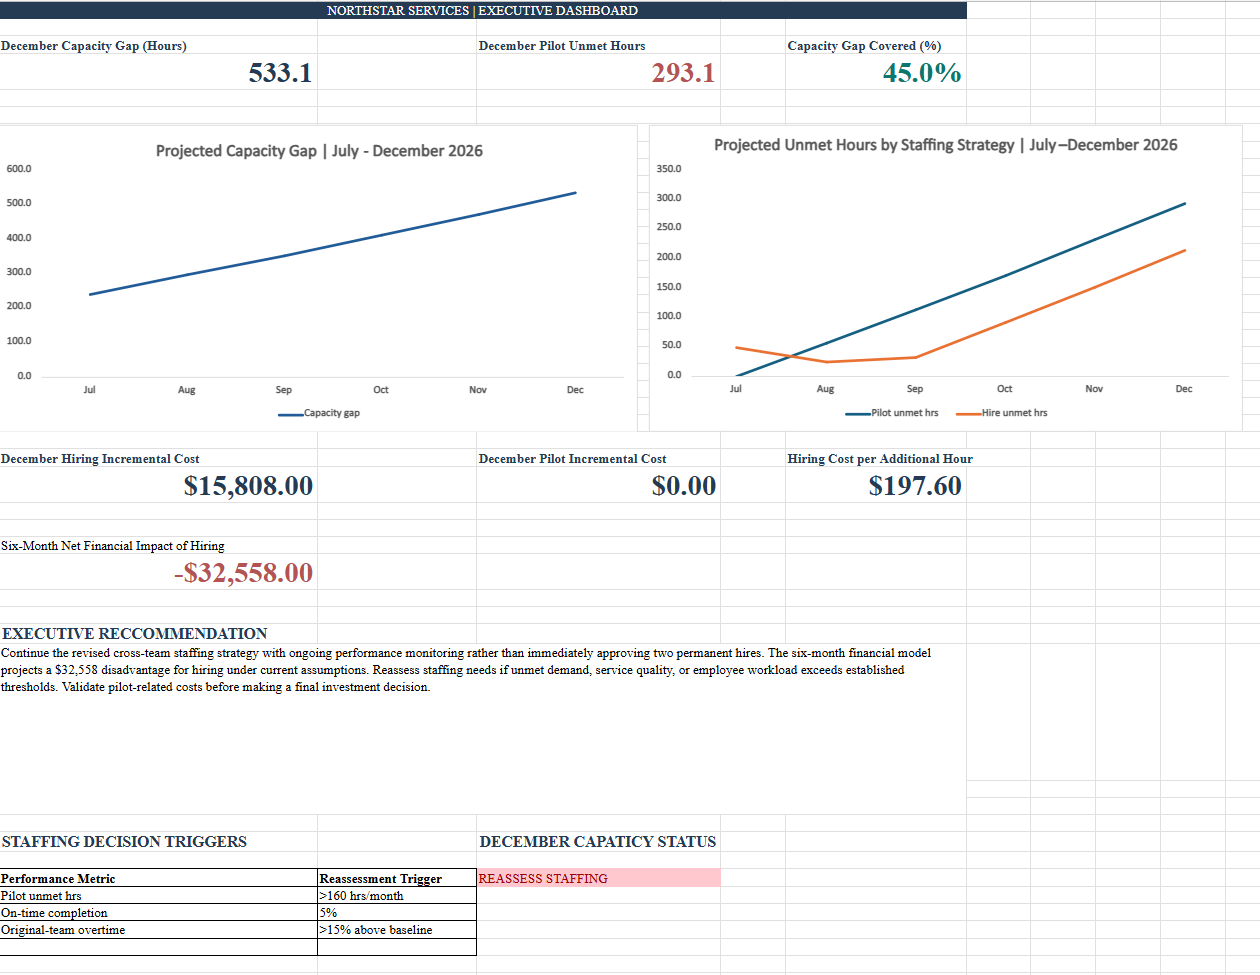 NORTHSTAR SERVICES | EXECUTIVE DASHBOARD
December Capacity Gap (Hours)
December Pilot Unmet Hours
Capacity Gap Covered (%)
533.1
293.1
45.0%
Projected Capacity Gap | July - December 2026
600.0
500.0
400.0
300.0
200.0
100.0
0.0
Jul Aug Sep Oct Nov Dec
Capacity gap
Projected Unmet Hours by Staffing Strategy | July–December 2026
350.0
300.0
250.0
200.0
150.0
100.0
50.0
0.0
Jul Aug Sep Oct Nov Dec
Pilot unmet hrs Hire unmet hrs
December Hiring Incremental Cost
December Pilot Incremental Cost
Hiring Cost per Additional Hour
$15,808.00
$0.00
$197.60
Six-Month Net Financial Impact of Hiring
-$32,558.00
EXECUTIVE RECCOMMENDATION
Continue the revised cross-team staffing strategy with ongoing performance monitoring rather than immediately approving two permanent hires. The six-month financial model
projects a $32,558 disadvantage for hiring under current assumptions. Reassess staffing needs if unmet demand, service quality, or employee workload exceeds established
thresholds. Validate pilot-related costs before making a final investment decision.
STAFFING DECISION TRIGGERS
DECEMBER CAPATICY STATUS
Performance Metric Reassessment Trigger
REASSESS STAFFING
Pilot unmet hrs >160 hrs/month
On-time completion 5%
Original-team overtime >15% above baseline